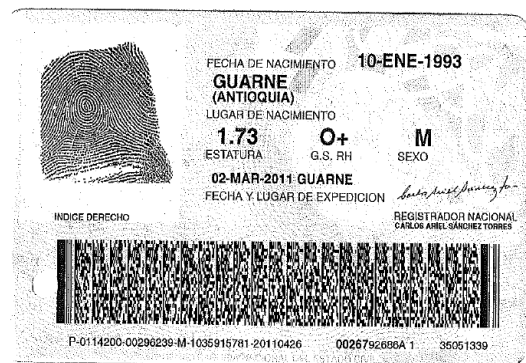 FECHA DE NACIMIENTO 10-ENE-1993
GUARNE
(ANTIOQUIA)
LUGAR DE NACIMIENTO
1.73 O+ M
ESTATURA G.S. RH SEXO
02-MAR-2011 GUARNE
FECHA Y LUGAR DE EXPEDICION
INDICE DERECHO
REGISTRADOR NACIONAL
CARLOS ARIEL SÁNCHEZ TORRES
P-0114200-00296239-M-1035915781-20110426 0026792686A 1 35051339